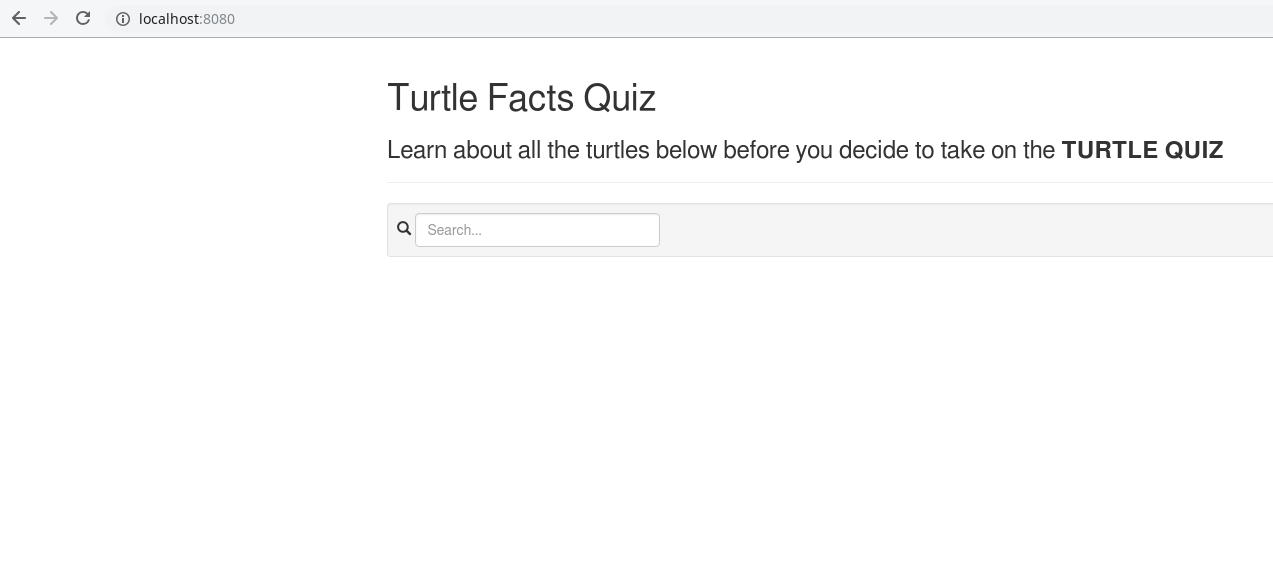 localhost:8080
Turtle Facts Quiz
Learn about all the turtles below before you decide to take on the TURTLE QUIZ
Search...